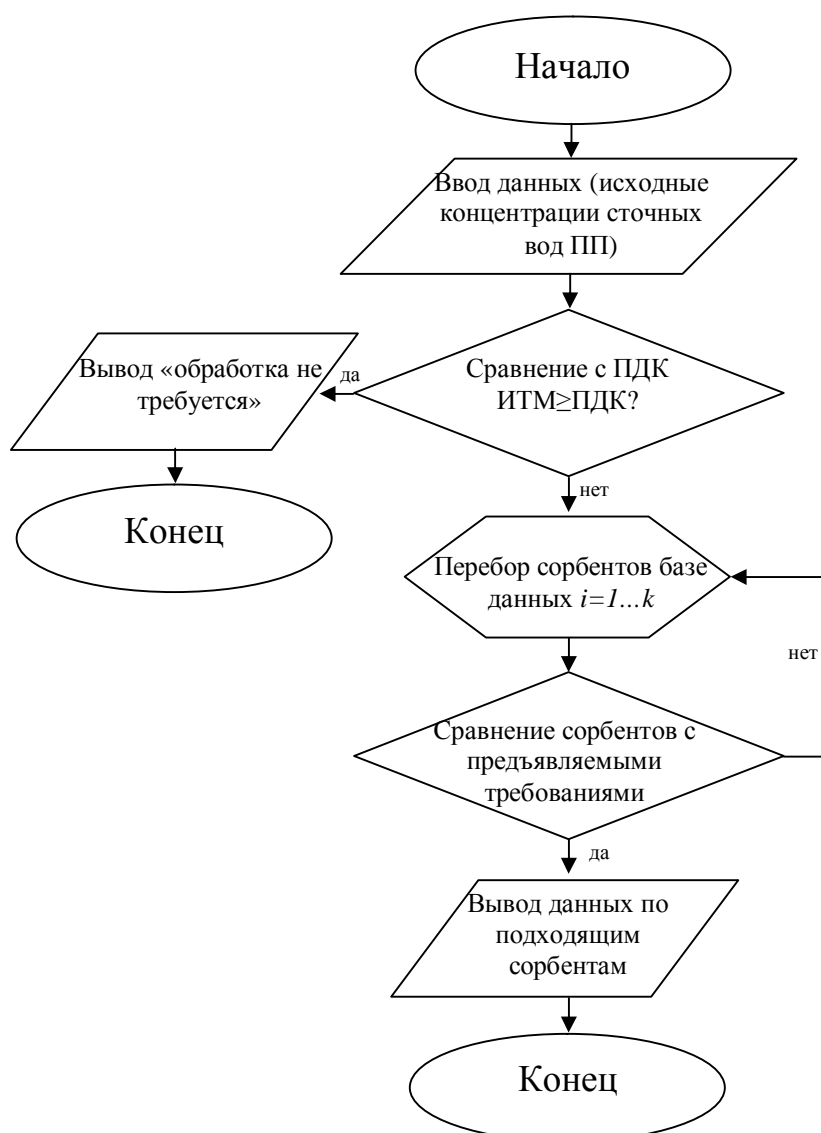 Начало
Ввод данных (исходные
концентрации сточных
вод ПП)
Сравнение с ПДК
ИТМ≥ПДК?
да
Вывод «обработка не
требуется»
Конец
нет
Перебор сорбентов базе
данных i=1...k
нет
Сравнение сорбентов с
предъявляемыми
требованиями
да
Вывод данных по
подходящим
сорбентам
Конец